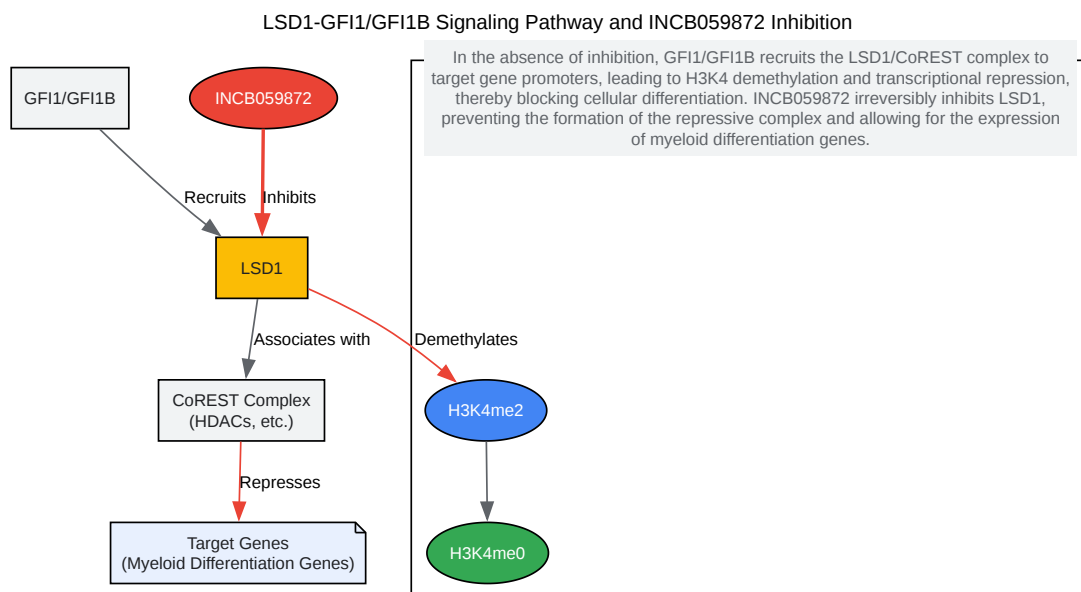 LSD1-GFI1/GFI1B Signaling Pathway and INCB059872 Inhibition
In the absence of inhibition, GFI1/GFI1B recruits the LSD1/CoREST complex to
target gene promoters, leading to H3K4 demethylation and transcriptional repression,
thereby blocking cellular differentiation. INCB059872 irreversibly inhibits LSD1,
preventing the formation of the repressive complex and allowing for the expression
of myeloid differentiation genes.
GFI1/GFI1B
INCB059872
Recruits
Inhibits
LSD1
Associates with
Demethylates
CoREST Complex
(HDACs, etc.)
H3K4me2
Represses
Target Genes
(Myeloid Differentiation Genes)
H3K4me0